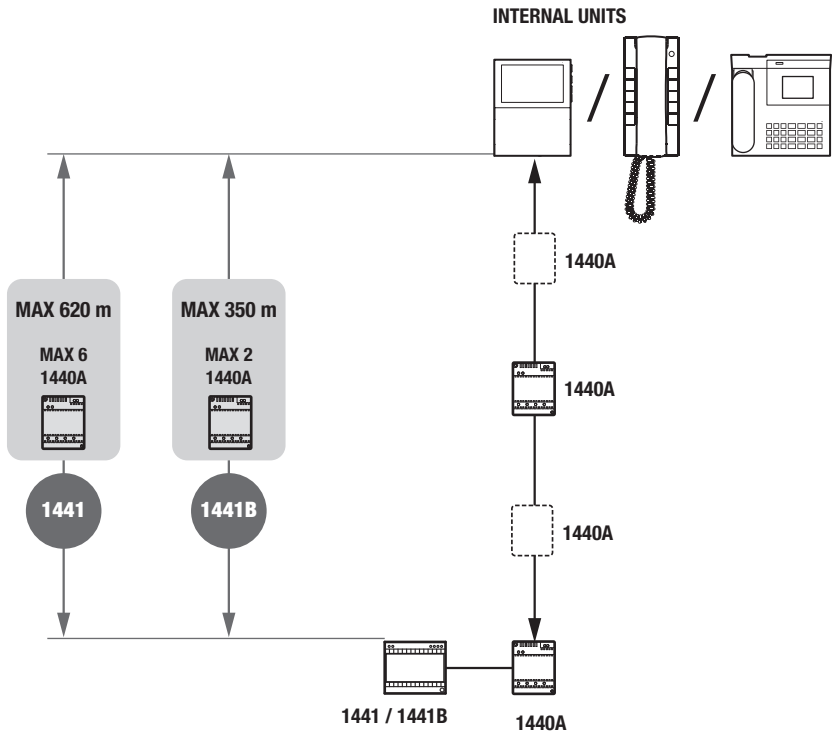 INTERNAL UNITS
1440A
MAX 620 m
MAX 350 m
MAX 6
1440A
MAX 2
1440A
1440A
1441
1441B
1440A
1441 / 1441B
1440A